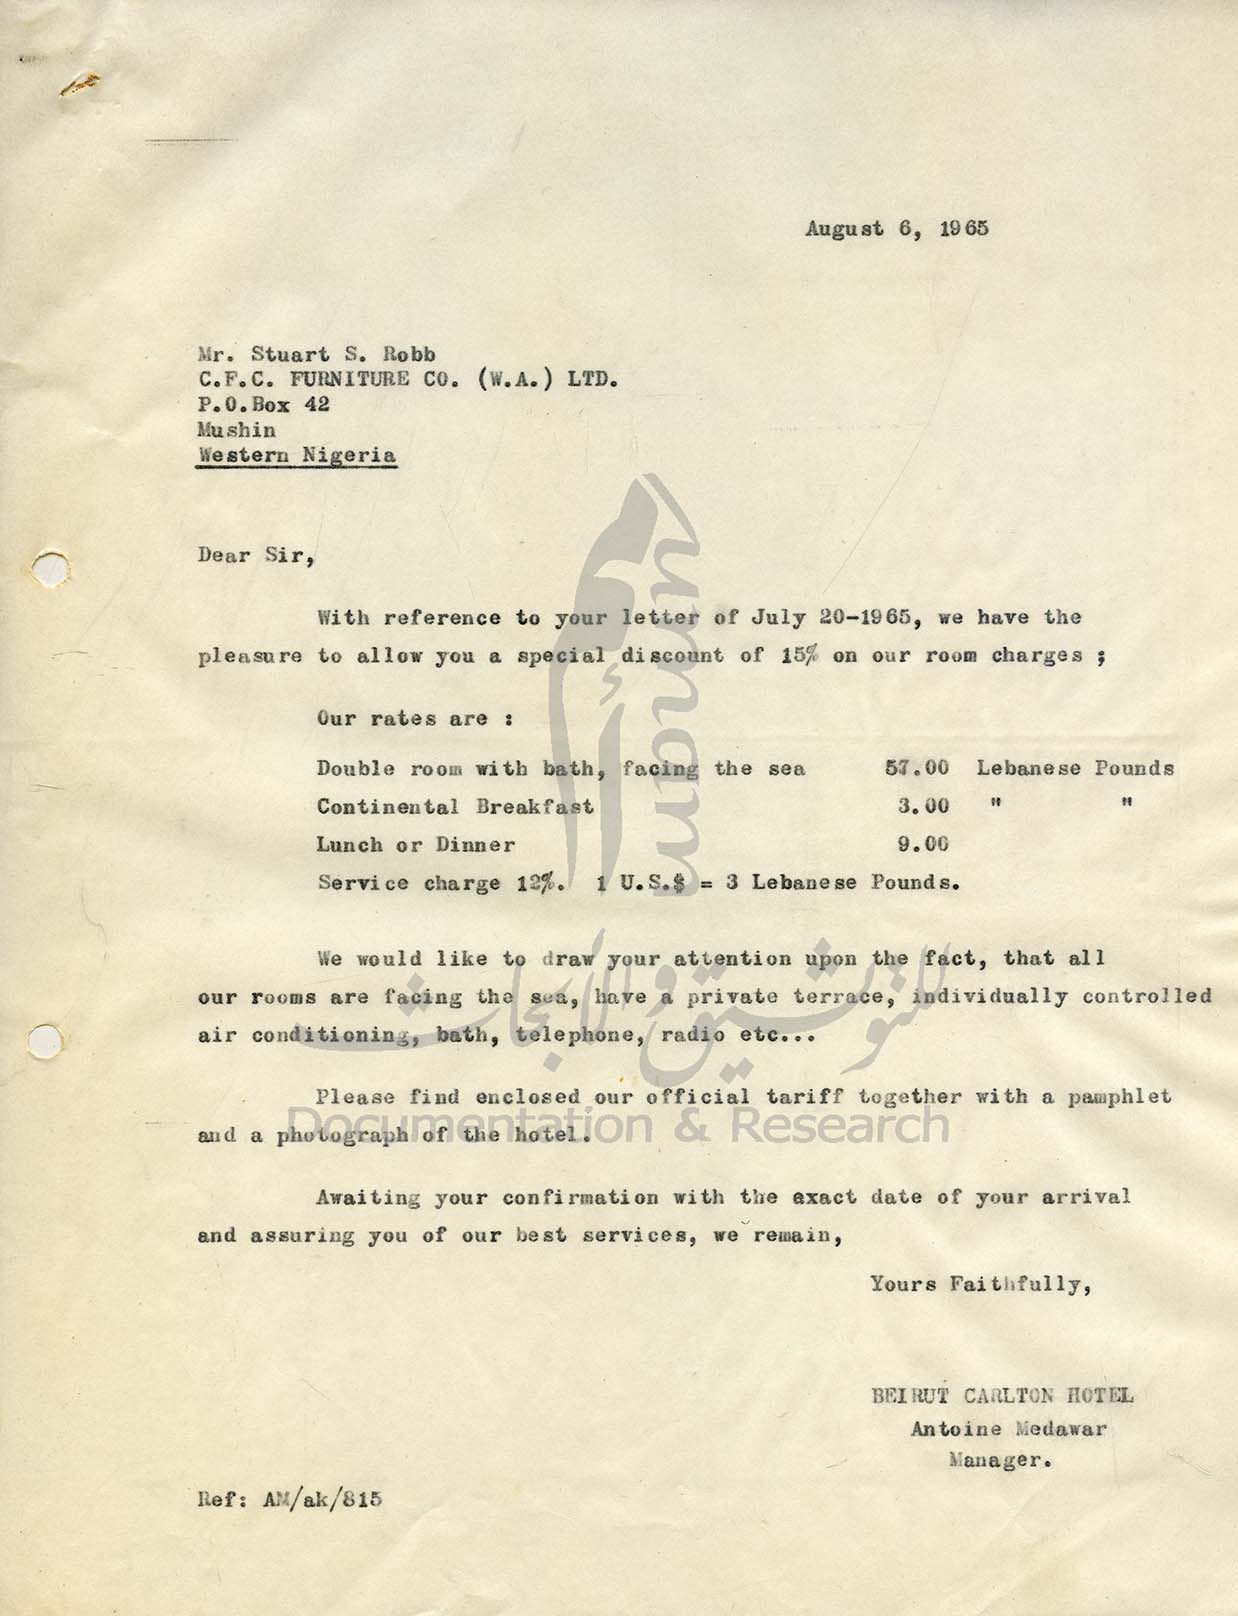 August 6, 1965
Mr. Stuart S. Robb
C.F.C. FURNITURE CO. (W.A.) LTD.
P.O.Box 42
Mushin
Western Nigeria
Dear Sir,
With reference to your letter of July 20-1965, we have the
pleasure to allow you a special discount of 15% on our room charges ;
Our rates are :
Double room with bath, facing the sea 57.00 Lebanese Pounds
Continental Breakfast 3.00 " "
Lunch or Dinner 9.00
Service charge 12%. 1 U.S.$ = 3 Lebanese Pounds.
We would like to draw your attention upon the fact, that all
our rooms are facing the sea, have a private terrace, individually controlled
air conditioning, bath, telephone, radio etc...
Please find enclosed our official tariff together with a pamphlet
and a photograph of the hotel.
Awaiting your confirmation with the exact date of your arrival
and assuring you of our best services, we remain,
Yours Faithfully,
BEIRUT CARLTON HOTEL
Antoine Medawar
Manager.
Ref: AM/ak/815
umam
أمم
للتوثيق و الأبحاث
Documentation & Research